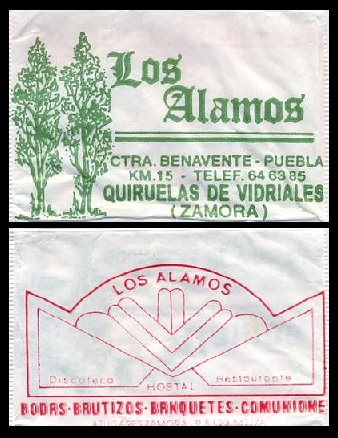 Los
Alamos
CTRA. BENAVENTE - PUEBLA
KM. 15 - TELEF. 64 63 85
QUIRUELAS DE VIDRIALES
(ZAMORA)
LOS ALAMOS
Discoteca HOSTAL Restaurante
BODAS-BAUTIZOS-BANQUETES-COMUNIONE